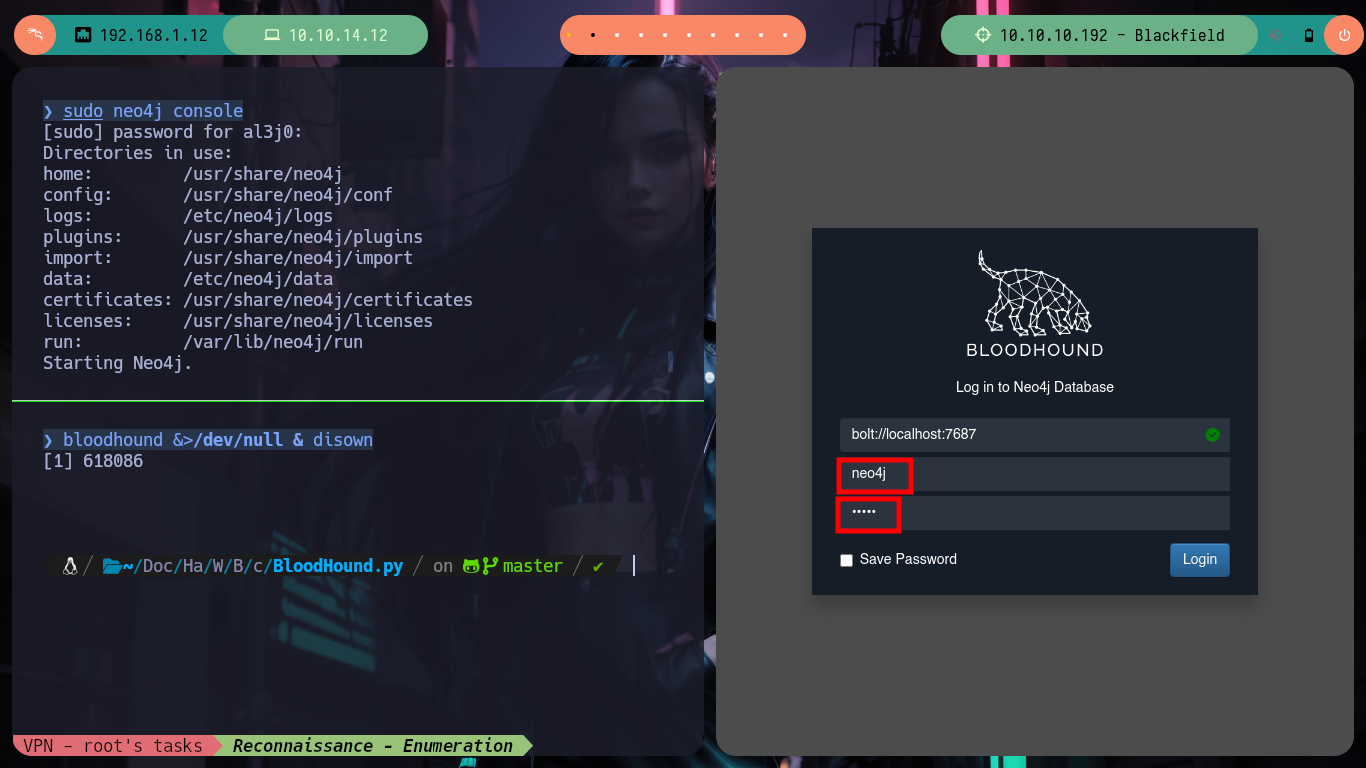 192.168.1.12
10.10.14.12
10.10.10.192 - Blackfield
❯ sudo neo4j console
[sudo] password for al3j0:
Directories in use:
home: /usr/share/neo4j
config: /usr/share/neo4j/conf
logs: /etc/neo4j/logs
plugins: /usr/share/neo4j/plugins
import: /usr/share/neo4j/import
data: /etc/neo4j/data
certificates: /usr/share/neo4j/certificates
licenses: /usr/share/neo4j/licenses
run: /var/lib/neo4j/run
Starting Neo4j.
❯ bloodhound &>/dev/null & disown
[1] 618086
~/Doc/Ha/W/B/c/BloodHound.py / on master / ✔
VPN - root's tasks
Reconnaissance - Enumeration
BLOODHOUND
Log in to Neo4j Database
bolt://localhost:7687
neo4j
•••••
Save Password
Login